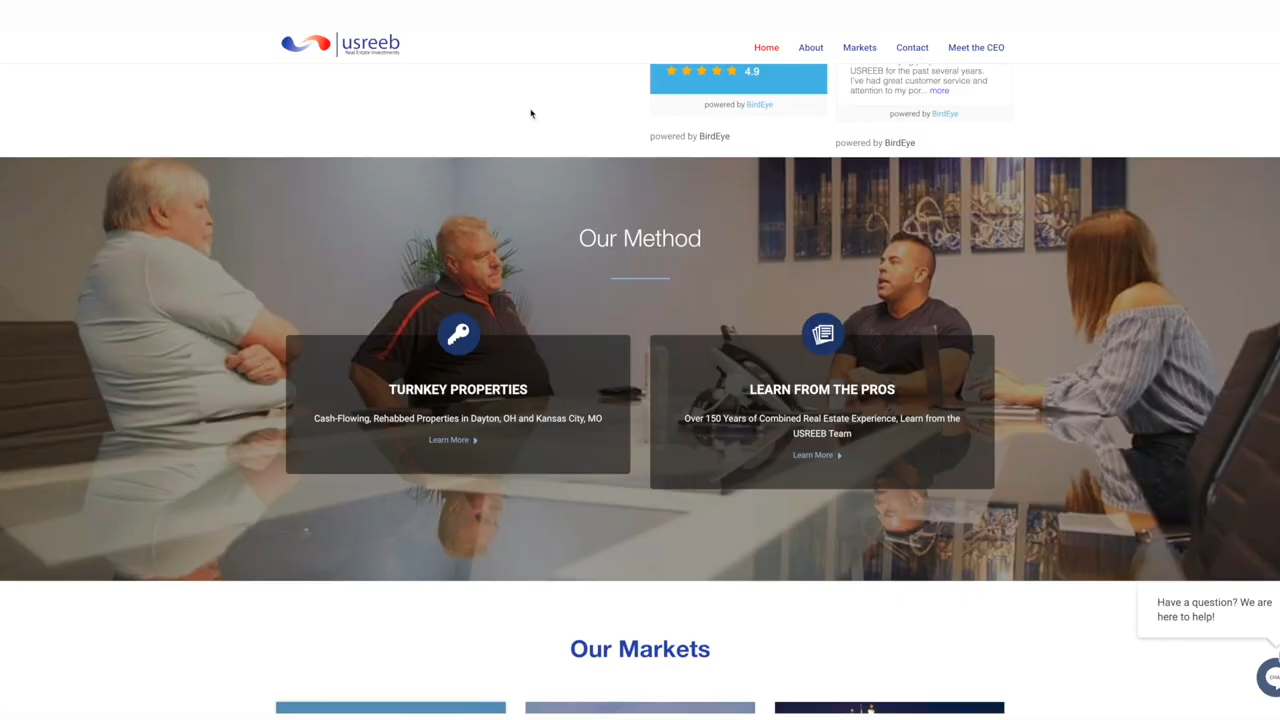 usreeb
Real Estate Investments
Home
About
Markets
Contact
Meet the CEO
4.9
powered by BirdEye
powered by BirdEye
USREEB for the past several years.
I've had great customer service and
attention to my por... more
powered by BirdEye
powered by BirdEye
Our Method
TURNKEY PROPERTIES
Cash-Flowing, Rehabbed Properties in Dayton, OH and Kansas City, MO
Learn More
LEARN FROM THE PROS
Over 150 Years of Combined Real Estate Experience, Learn from the
USREEB Team
Learn More
Our Markets
Have a question? We are
here to help!